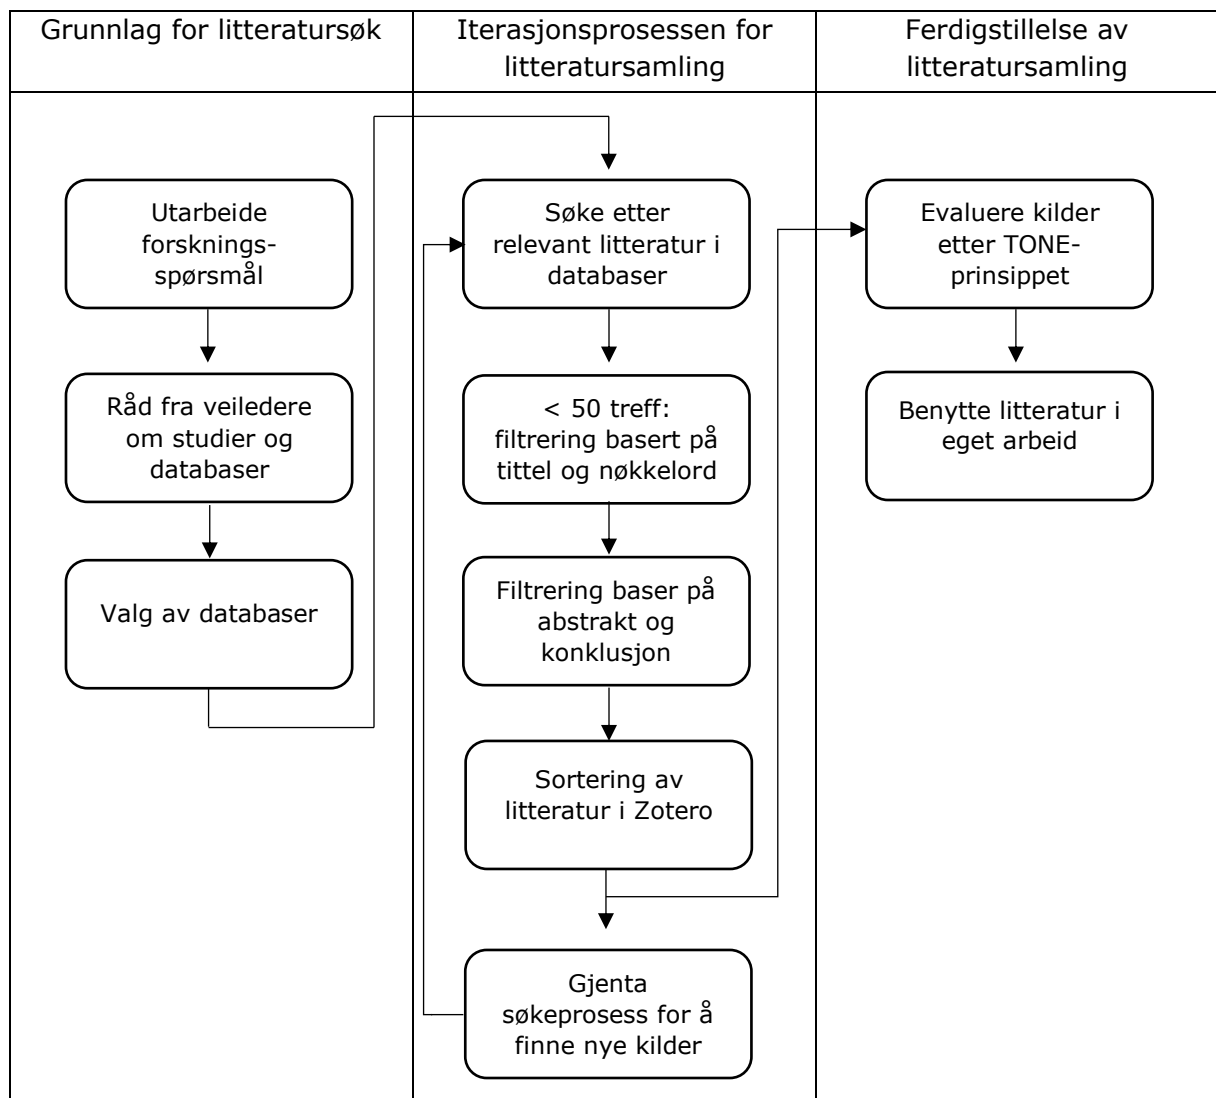 Grunnlag for litteratursøk
Iterasjonsprosessen for
litteratursamling
Ferdigstillelse av
litteratursamling
Utarbeide
forsknings-
spørsmål
Råd fra veiledere
om studier og
databaser
Valg av databaser
Søke etter
relevant litteratur i
databaser
< 50 treff:
filtrering basert på
tittel og nøkkelord
Filtrering baser på
abstrakt og
konklusjon
Sortering av
litteratur i Zotero
Gjenta
søkeprosess for å
finne nye kilder
Evaluere kilder
etter TONE-
prinsippet
Benytte litteratur i
eget arbeid